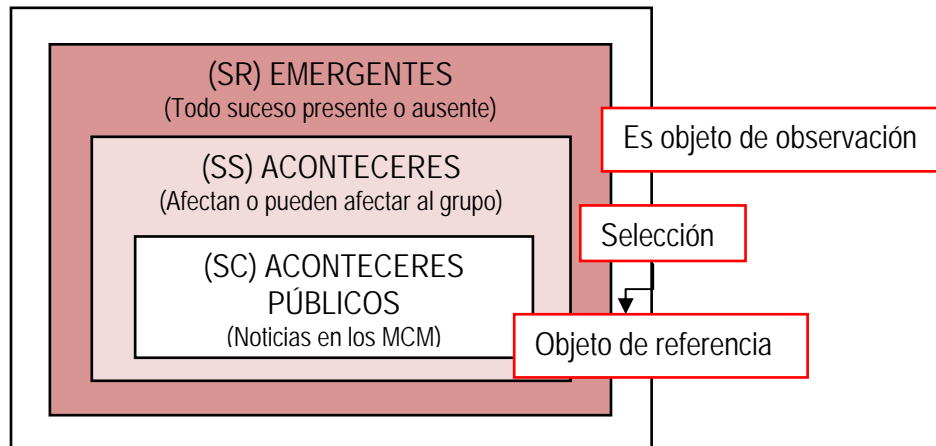 (SR) EMERGENTES
(Todo suceso presente o ausente)
Es objeto de observación
(SS) ACONTECERES
(Afectan o pueden afectar al grupo)
Selección
(SC) ACONTECERES
PÚBLICOS
(Noticias en los MCM)
Objeto de referencia